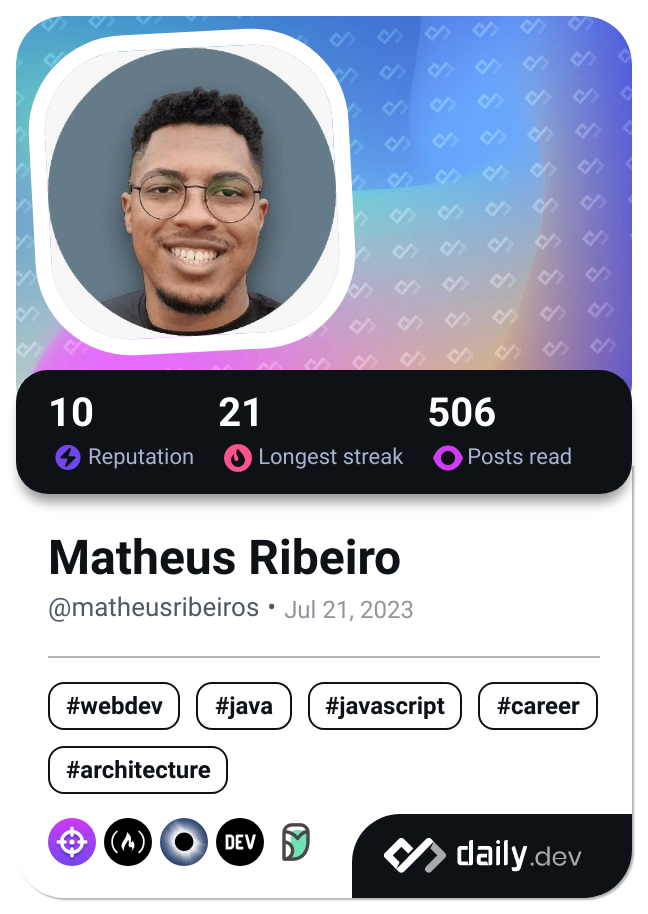 10 21 506
Reputation Longest streak Posts read
Matheus Ribeiro
@matheusribeiros • Jul 21, 2023
#webdev #java #javascript #career
#architecture
DEV
daily.dev